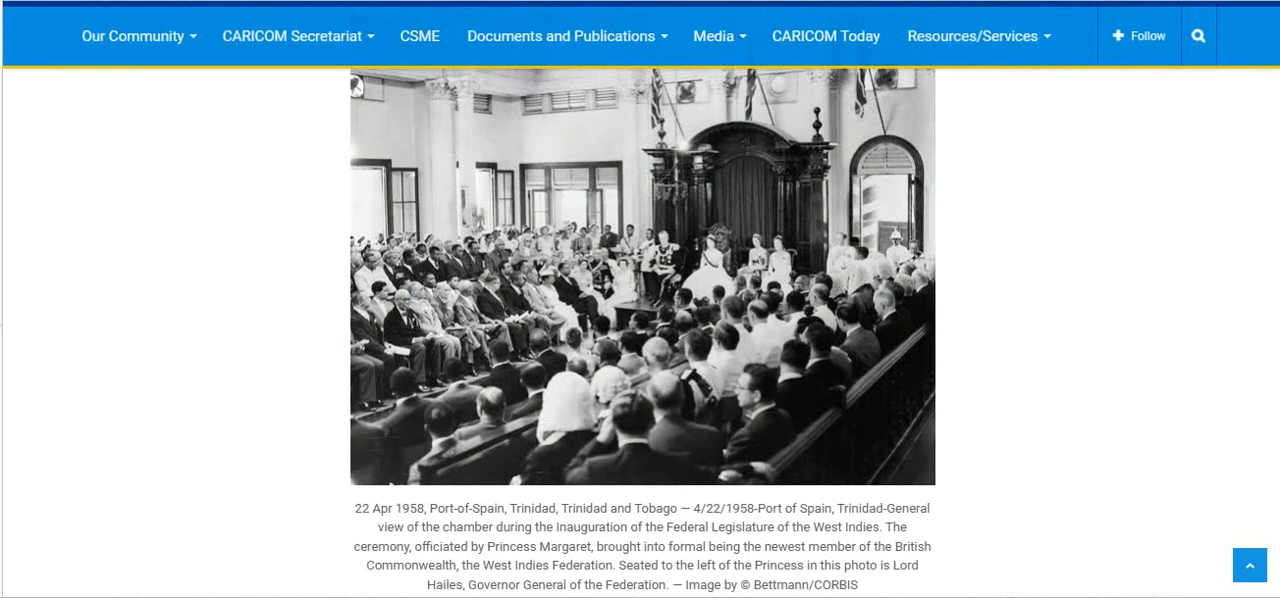 Our Community
CARICOM Secretariat
CSME
Documents and Publications
Media
CARICOM Today
Resources/Services
Follow
22 Apr 1958, Port-of-Spain, Trinidad, Trinidad and Tobago — 4/22/1958-Port of Spain, Trinidad-General
view of the chamber during the Inauguration of the Federal Legislature of the West Indies. The
ceremony, officiated by Princess Margaret, brought into formal being the newest member of the British
Commonwealth, the West Indies Federation. Seated to the left of the Princess in this photo is Lord
Hailes, Governor General of the Federation. — Image by © Bettmann/CORBIS